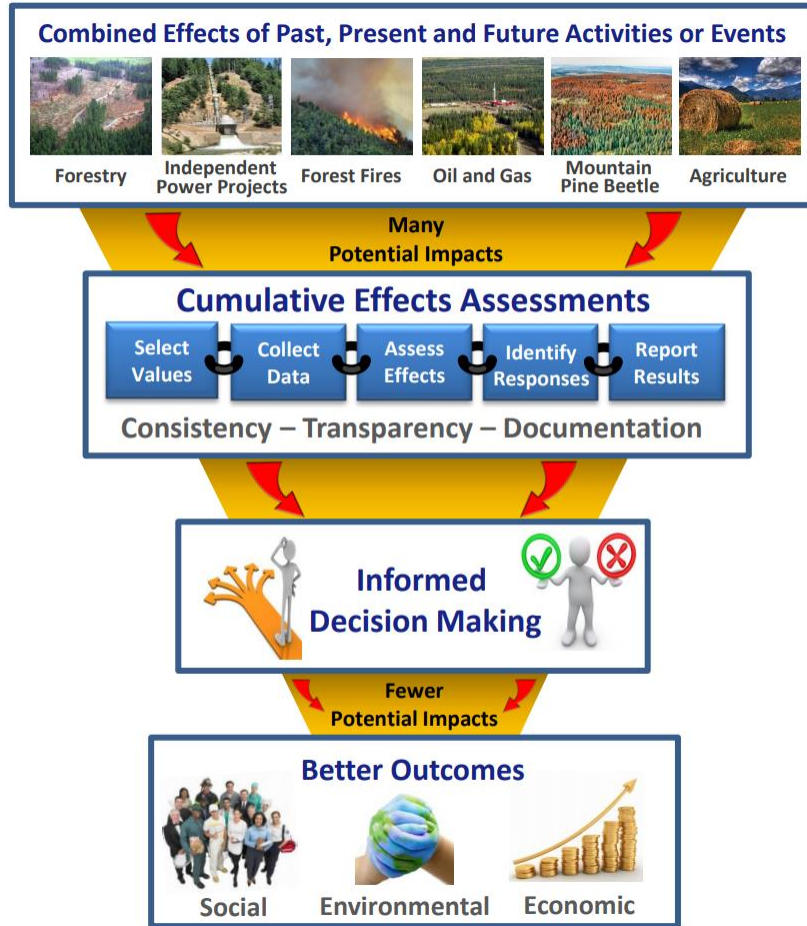 Combined Effects of Past, Present and Future Activities or Events
Forestry
Independent
Power Projects
Forest Fires
Oil and Gas
Mountain
Pine Beetle
Agriculture
Many
Potential Impacts
Cumulative Effects Assessments
Select
Values
Collect
Data
Assess
Effects
Identify
Responses
Report
Results
Consistency – Transparency – Documentation
Informed
Decision Making
Fewer
Potential Impacts
Better Outcomes
Social
Environmental
Economic